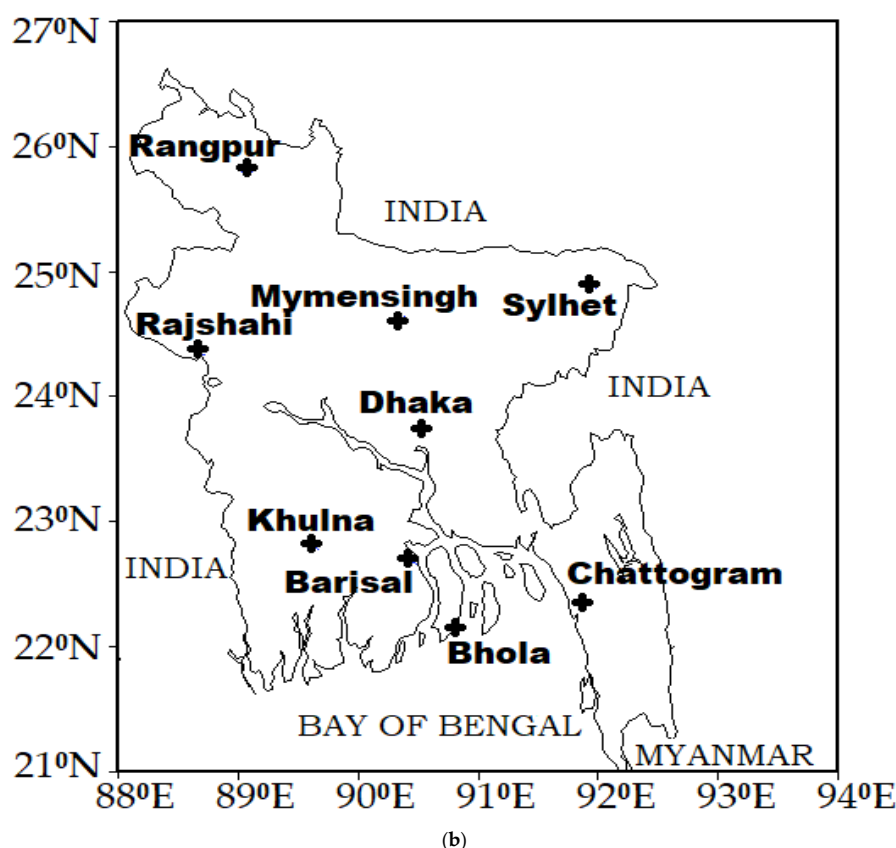 27⁰N
26⁰N
Rangpur
INDIA
25⁰N
Mymensingh
Sylhet
Rajshahi
INDIA
24⁰N
Dhaka
23⁰N
Khulna
INDIA
Barisal
Chattogram
22⁰N
Bhola
BAY OF BENGAL
MYANMAR
21⁰N
88⁰E 89⁰E 90⁰E 91⁰E 92⁰E 93⁰E 94⁰E
(b)